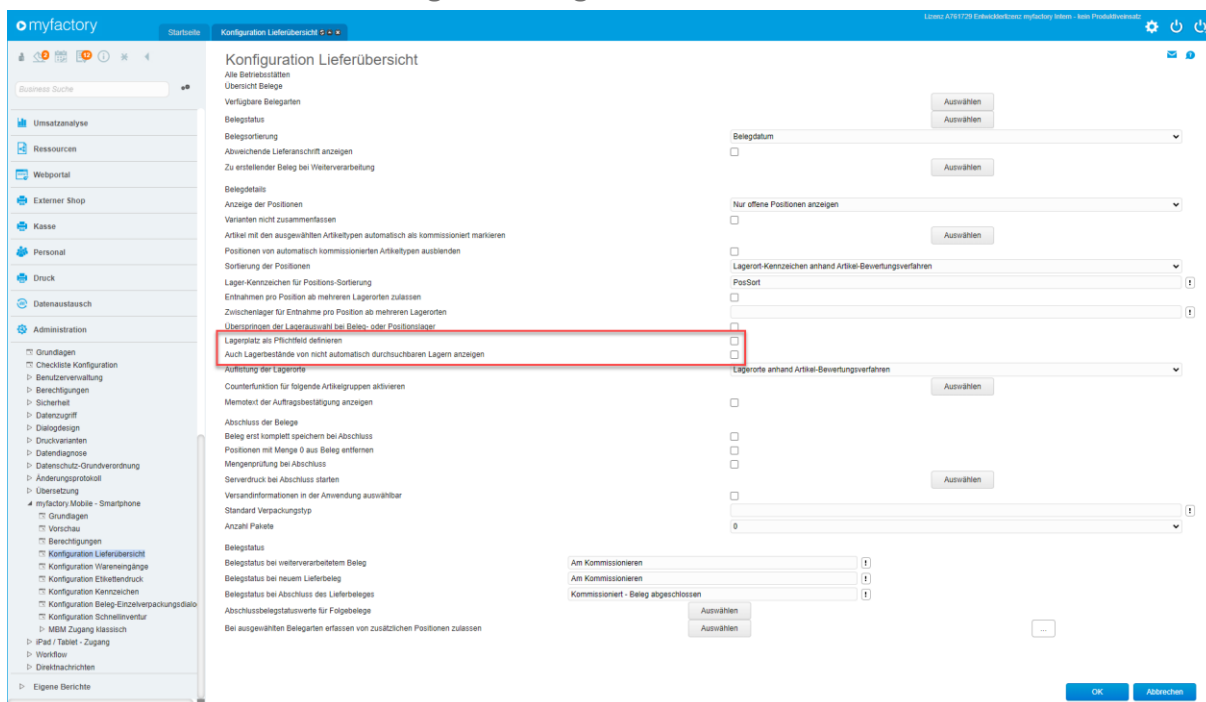 Lizenz A761729 Entwicklerlizenz myfactory Intern - kein Produktiveinsatz
myfactory
Startseite
Konfiguration Lieferübersicht
Business Suche
Umsatzanalyse
Ressourcen
Webportal
Externer Shop
Kasse
Personal
Druck
Datenaustausch
Administration
Grundlagen
Checkliste Konfiguration
Benutzerverwaltung
Berechtigungen
Sicherheit
Datenzugriff
Dialogdesign
Druckvarianten
Datendiagnose
Datenschutz-Grundverordnung
Änderungsprotokoll
Übersetzung
myfactory.Mobile - Smartphone
Grundlagen
Vorschau
Berechtigungen
Konfiguration Lieferübersicht
Konfiguration Wareneingänge
Konfiguration Etikettendruck
Konfiguration Kennzeichen
Konfiguration Beleg-Einzelverpackungsdialo
Konfiguration Schnellinventur
MBM Zugang klassisch
iPad / Tablet - Zugang
Workflow
Direktnachrichten
Eigene Berichte
Konfiguration Lieferübersicht
Alle Betriebsstätten
Übersicht Belege
Verfügbare Belegarten Auswählen
Belegstatus Auswählen
Belegsortierung Belegdatum
Abweichende Lieferanschrift anzeigen
Zu erstellender Beleg bei Weiterverarbeitung Auswählen
Belegdetails
Anzeige der Positionen Nur offene Positionen anzeigen
Varianten nicht zusammenfassen
Artikel mit den ausgewählten Artikeltypen automatisch als kommissioniert markieren Auswählen
Positionen von automatisch kommissionierten Artikeltypen ausblenden
Sortierung der Positionen Lagerort-Kennzeichen anhand Artikel-Bewertungsverfahren
Lager-Kennzeichen für Positions-Sortierung PosSort !
Entnahmen pro Position ab mehreren Lagerorten zulassen
Zwischenlager für Entnahme pro Position ab mehreren Lagerorten !
Überspringen der Lagerauswahl bei Beleg- oder Positionslager
Lagerplatz als Pflichtfeld definieren
Auch Lagerbestände von nicht automatisch durchsuchbaren Lagern anzeigen
Auflistung der Lagerorte Lagerorte anhand Artikel-Bewertungsverfahren
Counterfunktion für folgende Artikelgruppen aktivieren Auswählen
Memotext der Auftragsbestätigung anzeigen
Abschluss der Belege
Beleg erst komplett speichern bei Abschluss
Positionen mit Menge 0 aus Beleg entfernen
Mengenprüfung bei Abschluss
Serverdruck bei Abschluss starten Auswählen
Versandinformationen in der Anwendung auswählbar
Standard Verpackungstyp !
Anzahl Pakete 0
Belegstatus
Belegstatus bei weiterverarbeitetem Beleg Am Kommissionieren !
Belegstatus bei neuem Lieferbeleg Am Kommissionieren !
Belegstatus bei Abschluss des Lieferbeleges Kommissioniert - Beleg abgeschlossen !
Abschlussbelegstatuswerte für Folgebelege Auswählen
Bei ausgewählten Belegarten erfassen von zusätzlichen Positionen zulassen Auswählen ...
OK Abbrechen